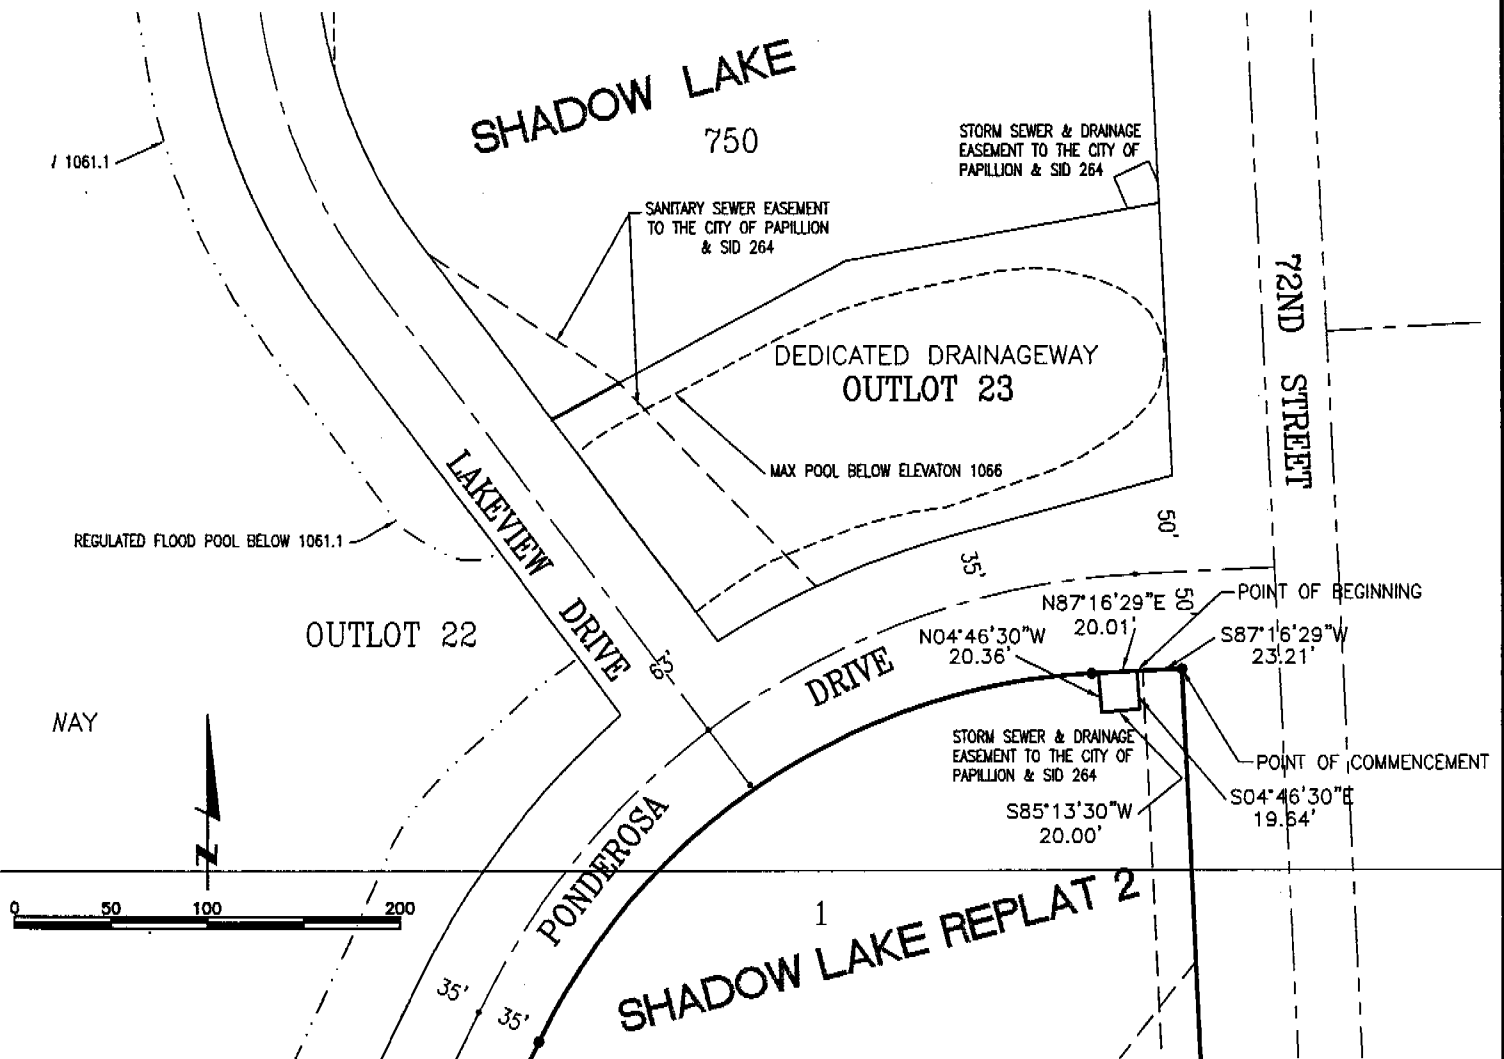 SHADOW LAKE
750
STORM SEWER & DRAINAGE
EASEMENT TO THE CITY OF
PAPILLION & SID 264
1061.1
SANITARY SEWER EASEMENT
TO THE CITY OF PAPILLION
& SID 264
72ND STREET
DEDICATED DRAINAGEWAY
OUTLOT 23
MAX POOL BELOW ELEVATON 1066
LAKEVIEW DRIVE
REGULATED FLOOD POOL BELOW 1061.1
50'
35'
OUTLOT 22
65'
N87°16'29"E
20.01'
50'
POINT OF BEGINNING
N04°46'30"W
20.36'
S87°16'29"W
23.21'
PONDEROSA DRIVE
NAY
STORM SEWER & DRAINAGE
EASEMENT TO THE CITY OF
PAPILLION & SID 264
POINT OF COMMENCEMENT
S85°13'30"W
20.00'
S04°46'30"E
19.64'
N
0 50 100 200
1
SHADOW LAKE REPLAT 2
35'
35'